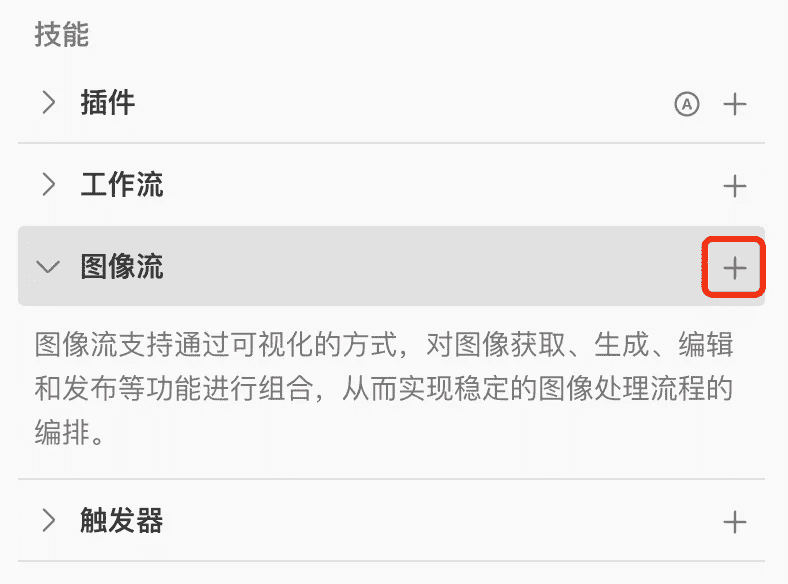 技能
插件
A
工作流
图像流
图像流支持通过可视化的方式，对图像获取、生成、编辑
和发布等功能进行组合，从而实现稳定的图像处理流程的
编排。
触发器